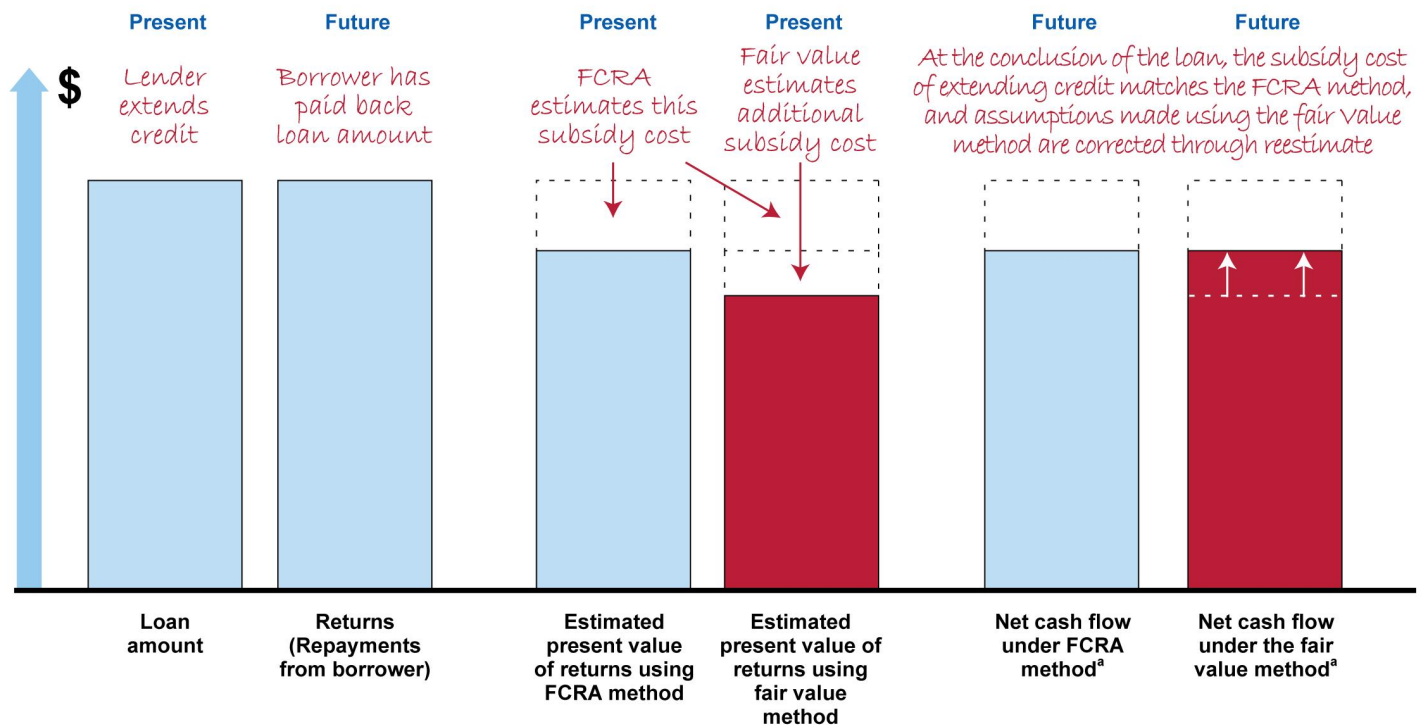 Present
Future
Present
Present
Future
Future
$
Lender
extends
credit
Borrower has
paid back
loan amount
FCRA
estimates this
subsidy cost
Fair value
estimates
additional
subsidy cost
At the conclusion of the loan, the subsidy cost
of extending credit matches the FCRA method,
and assumptions made using the fair Value
method are corrected through reestimate
Loan
amount
Returns
(Repayments
from borrower)
Estimated
present value
of returns using
FCRA method
Estimated
present value of
returns using
fair value
method
Net cash flow
under FCRA
methodᵃ
Net cash flow
under the fair
value methodᵃ